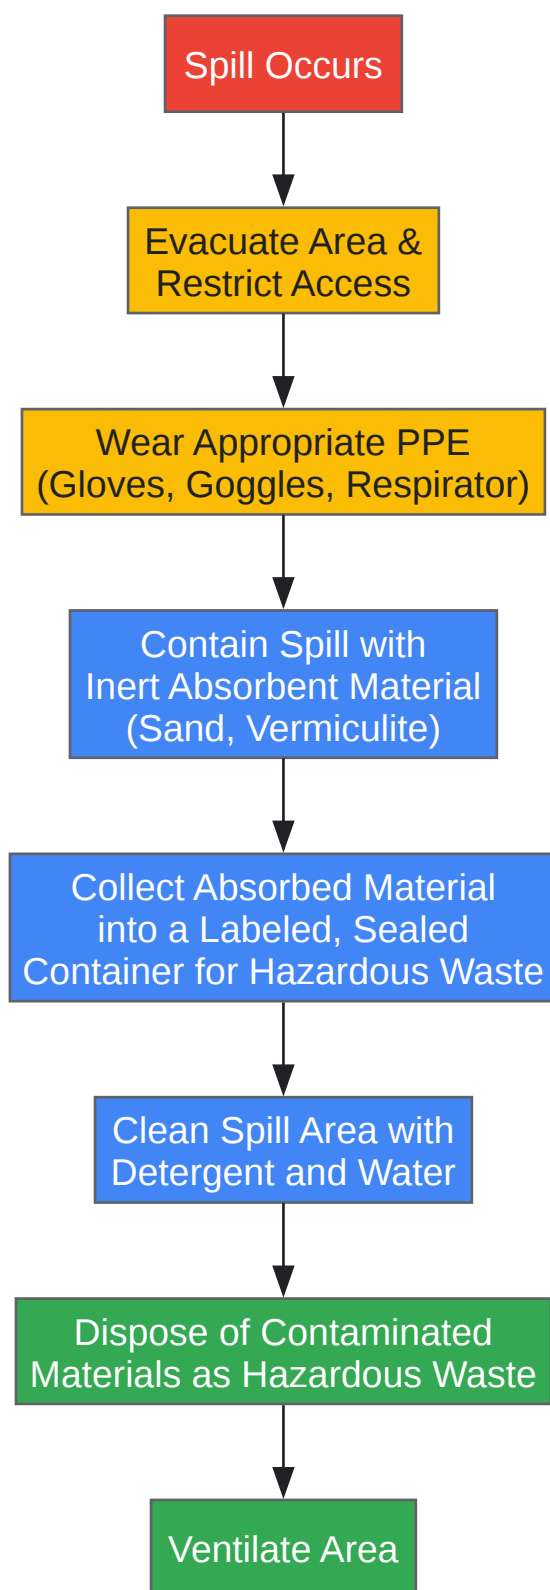 Spill Occurs
Evacuate Area &
Restrict Access
Wear Appropriate PPE
(Gloves, Goggles, Respirator)
Contain Spill with
Inert Absorbent Material
(Sand, Vermiculite)
Collect Absorbed Material
into a Labeled, Sealed
Container for Hazardous Waste
Clean Spill Area with
Detergent and Water
Dispose of Contaminated
Materials as Hazardous Waste
Ventilate Area